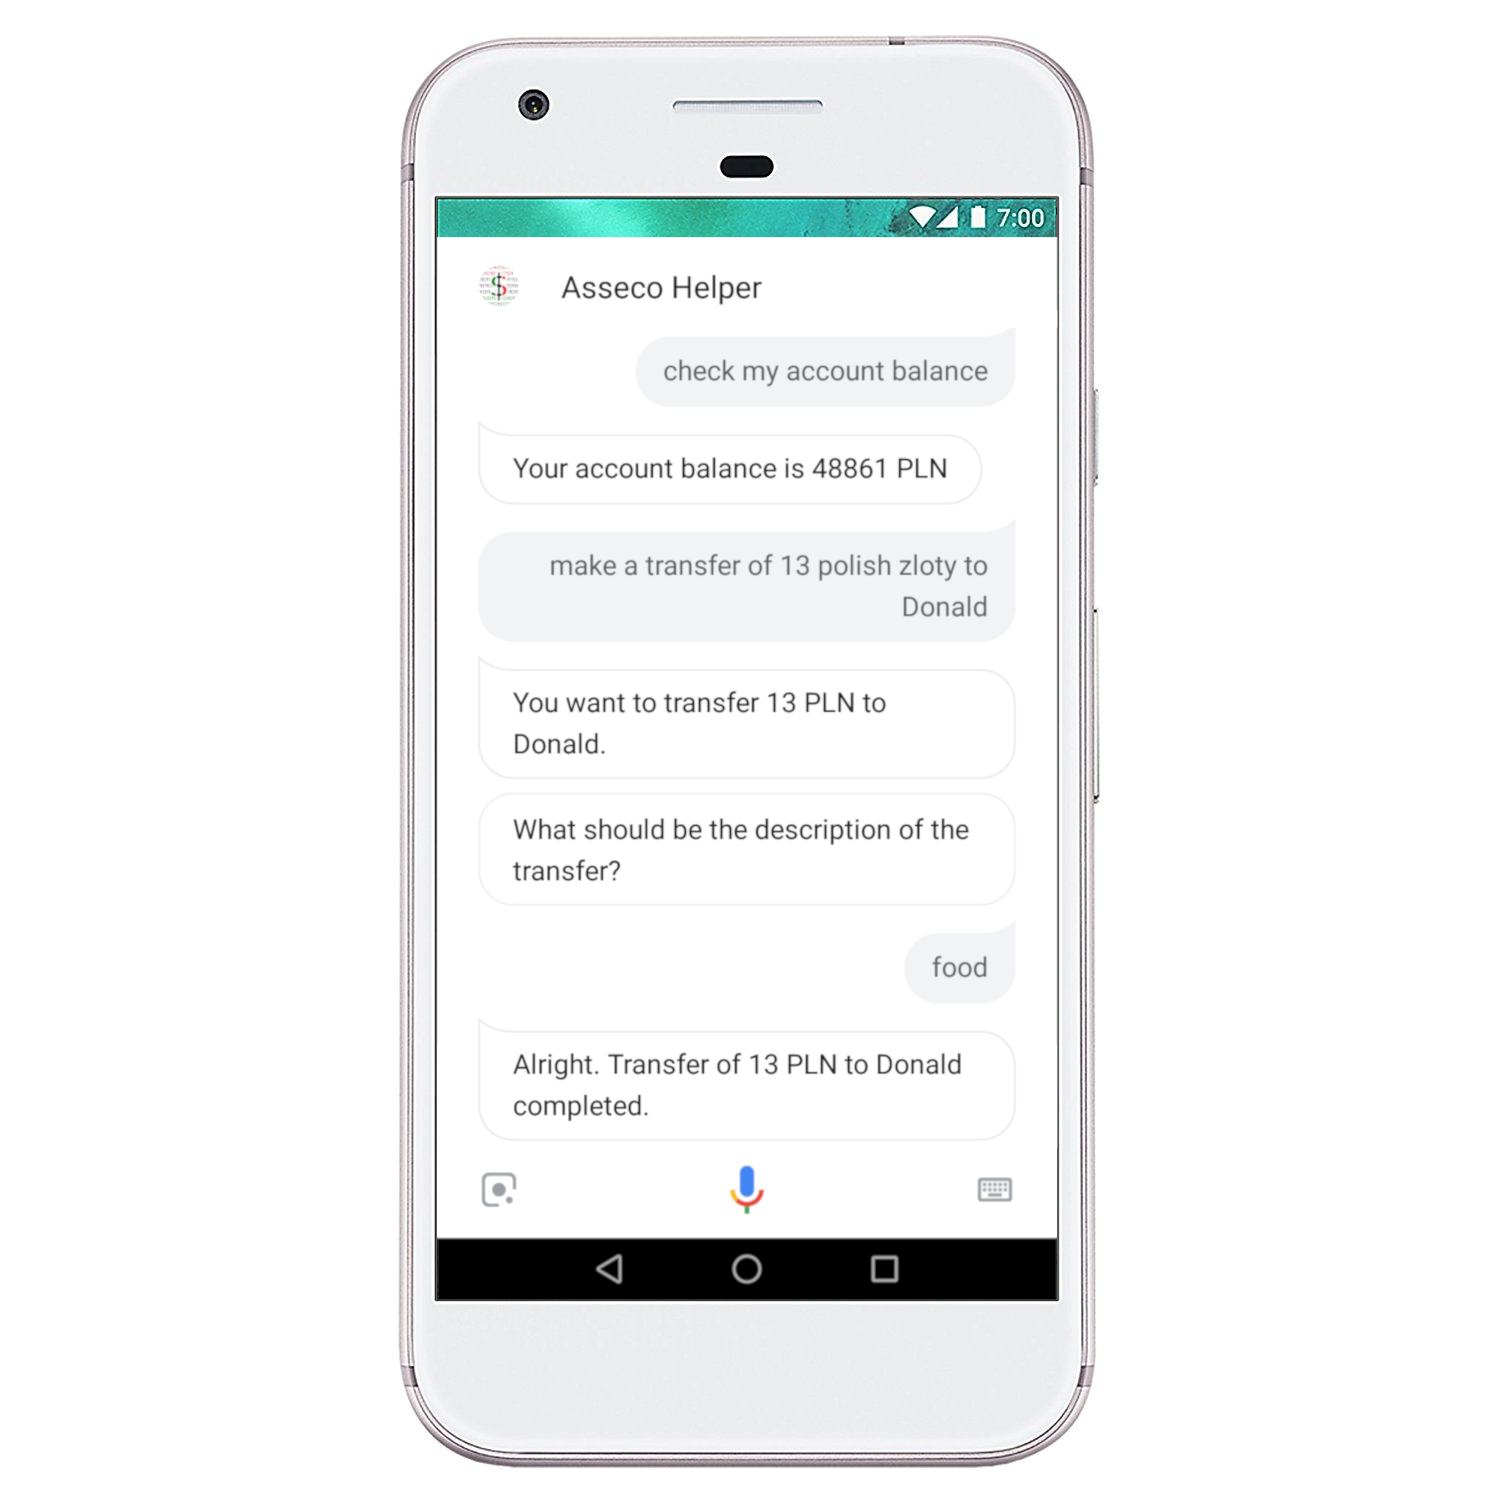 7:00
Asseco Helper
check my account balance
Your account balance is 48861 PLN
make a transfer of 13 polish zloty to
Donald
You want to transfer 13 PLN to
Donald.
What should be the description of the
transfer?
food
Alright. Transfer of 13 PLN to Donald
completed.